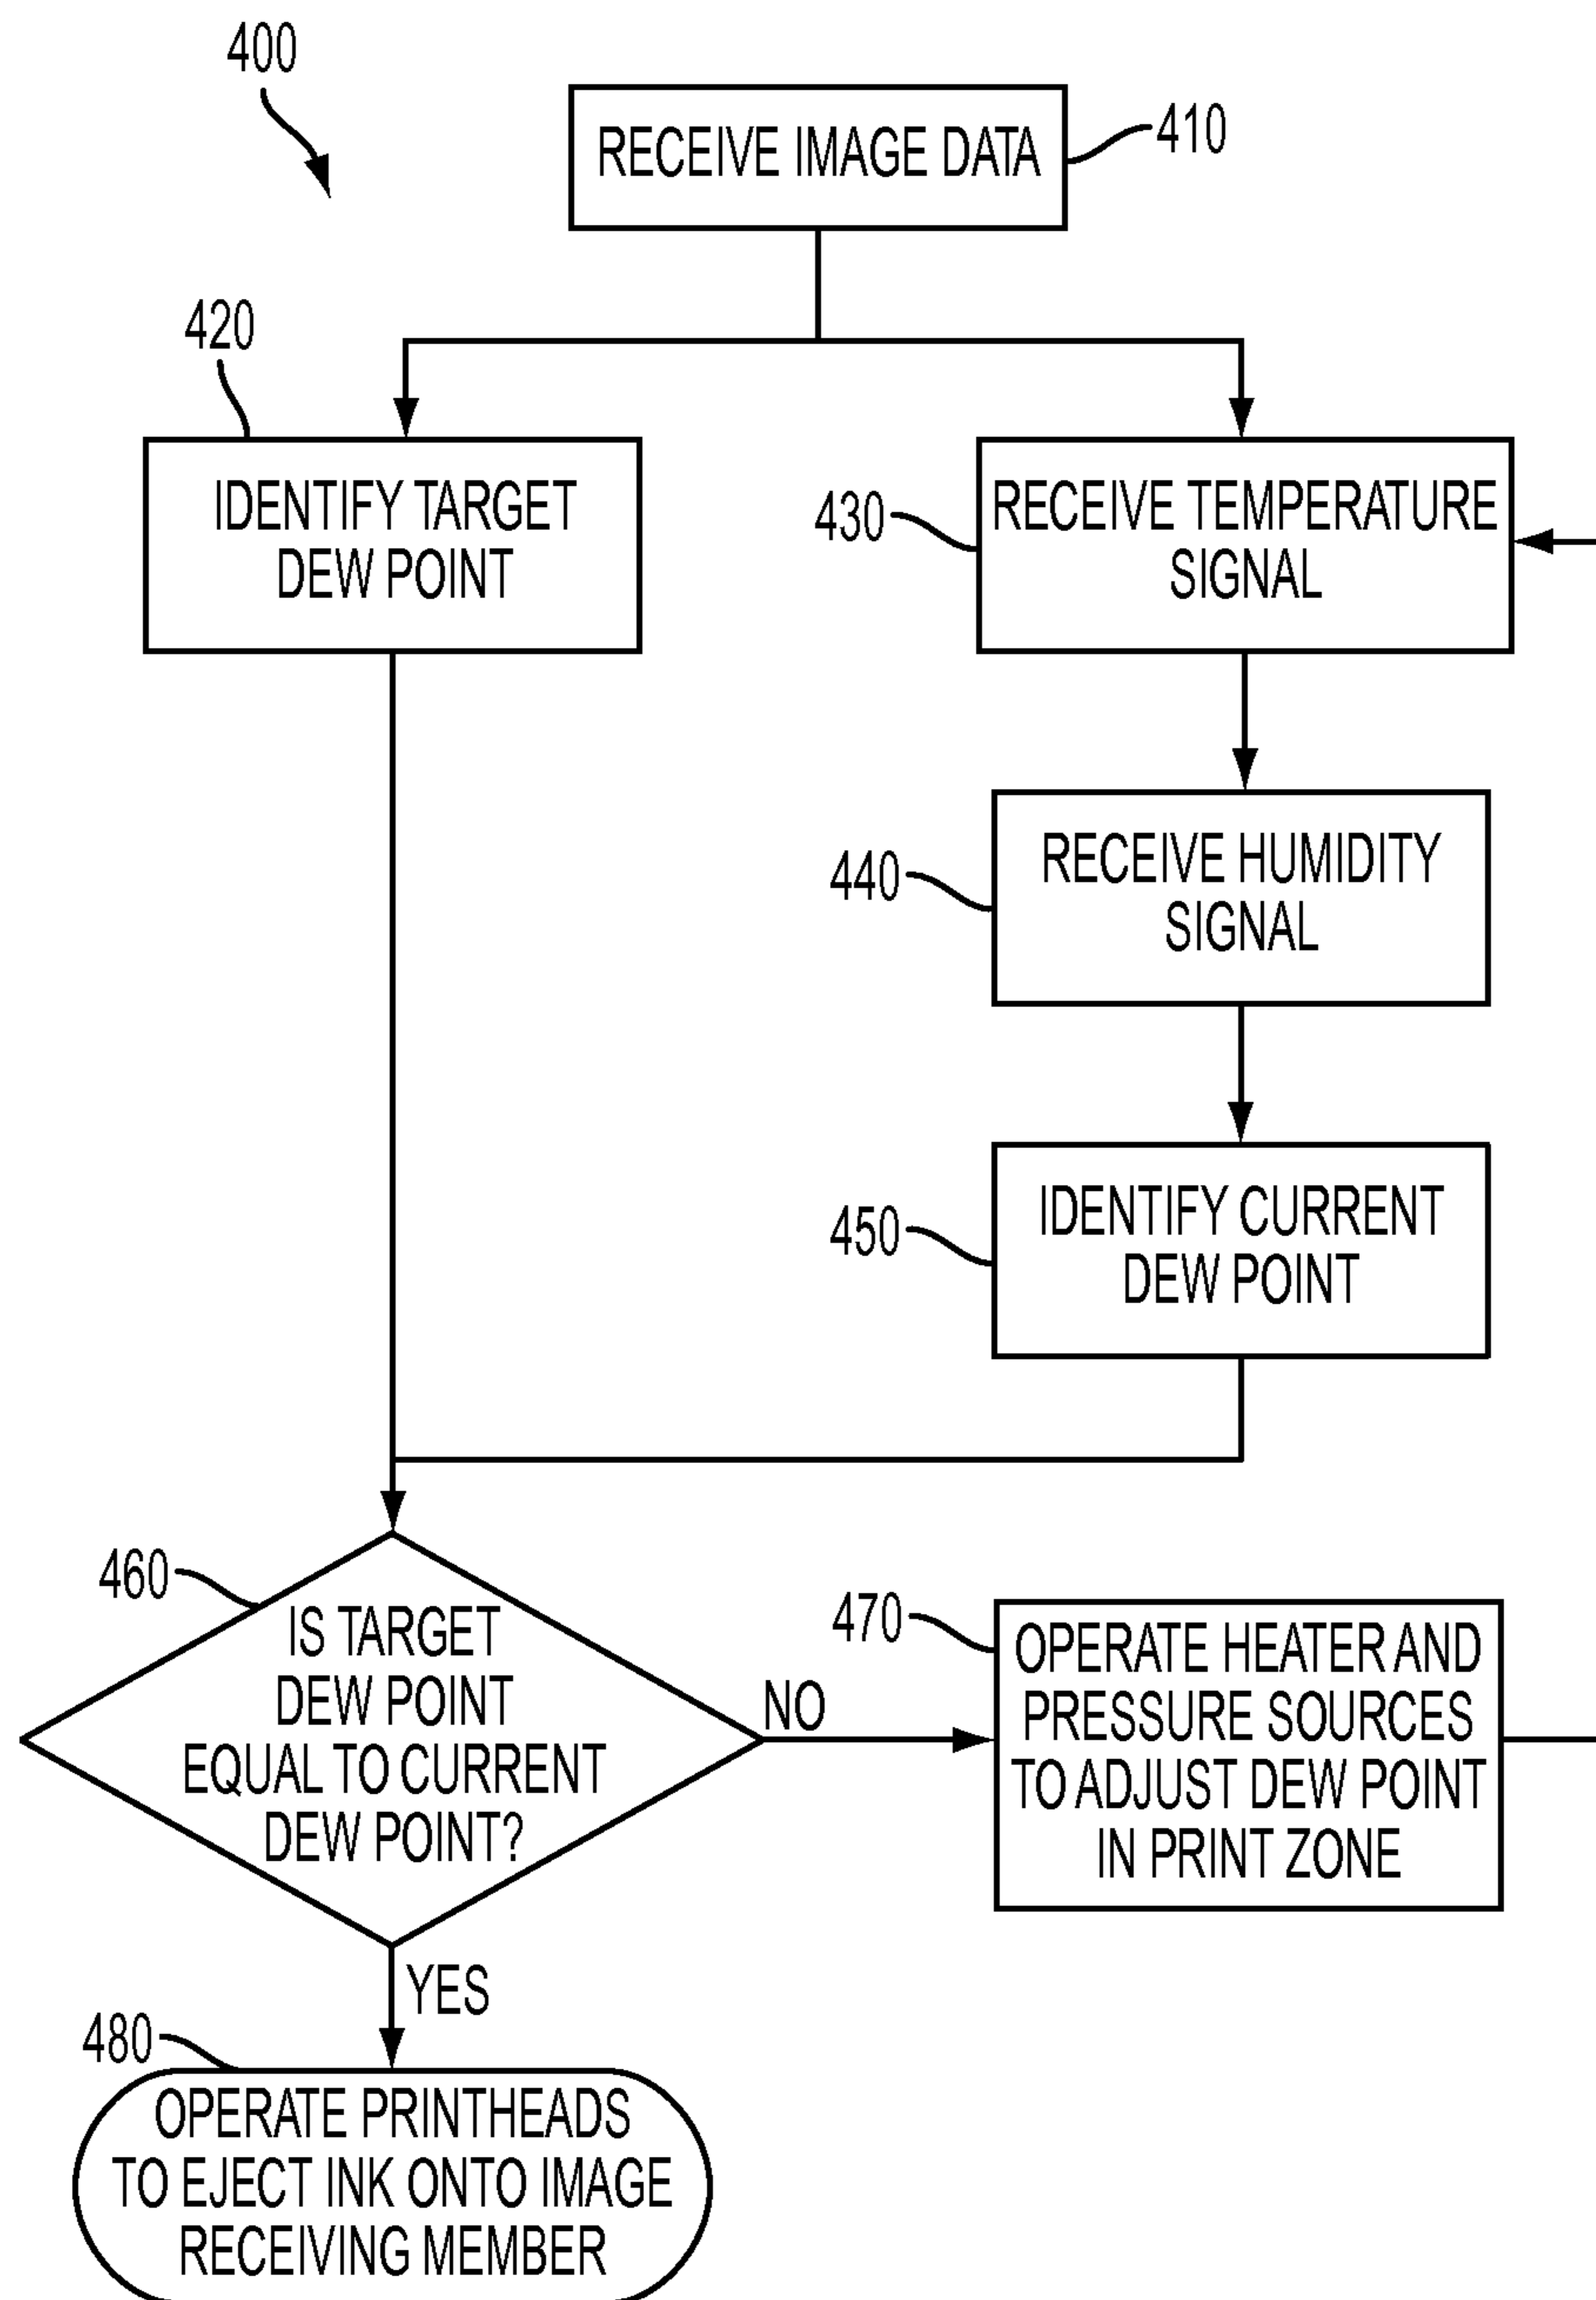 400
RECEIVE IMAGE DATA
410
420
IDENTIFY TARGET
DEW POINT
430
RECEIVE TEMPERATURE
SIGNAL
440
RECEIVE HUMIDITY
SIGNAL
450
IDENTIFY CURRENT
DEW POINT
460
IS TARGET
DEW POINT
EQUAL TO CURRENT
DEW POINT?
NO
470
OPERATE HEATER AND
PRESSURE SOURCES
TO ADJUST DEW POINT
IN PRINT ZONE
YES
480
OPERATE PRINTHEADS
TO EJECT INK ONTO IMAGE
RECEIVING MEMBER